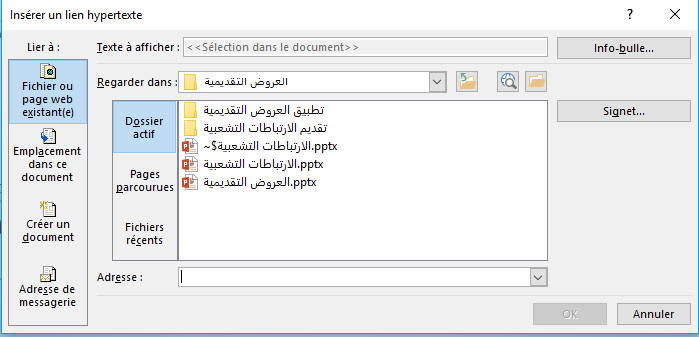 Insérer un lien hypertexte
Lier à :
Texte à afficher :
<<Sélection dans le document>>
Info-bulle...
Fichier ou
page web
existant(e)
Regarder dans :
العروض التقديمية
Signet...
Dossier
actif
تطبيق العروض التقديمية
تقديم الارتباطات التشعبية
~$الارتباطات التشعبية.pptx
الارتباطات التشعبية.pptx
العروض التقديمية.pptx
Emplacement
dans ce
document
Pages
parcourues
Créer un
document
Fichiers
récents
Adresse de
messagerie
Adresse :
OK
Annuler